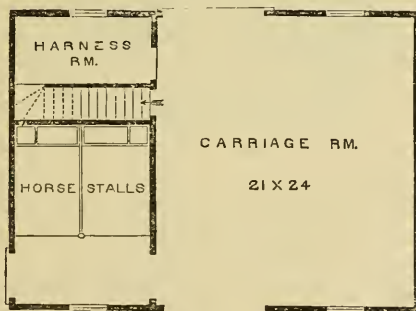 HARNESS
RM.
CARRIAGE RM.
21 X 24
HORSE STALLS